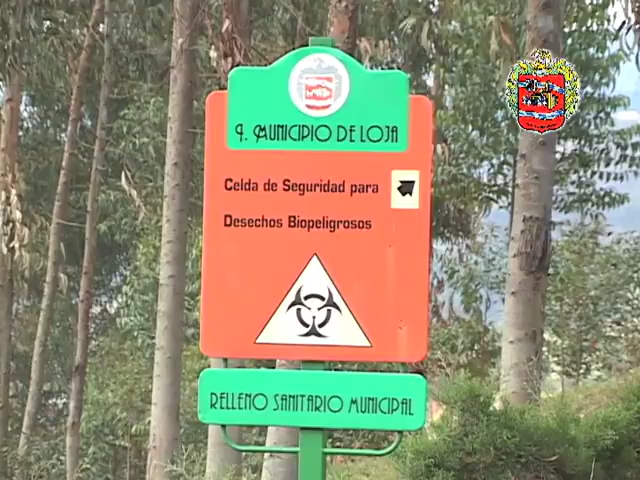 I. MUNICIPIO DE LOJA
Celda de Seguridad para
Desechos Biopeligrosos
RELLENO SANITARIO MUNICIPAL